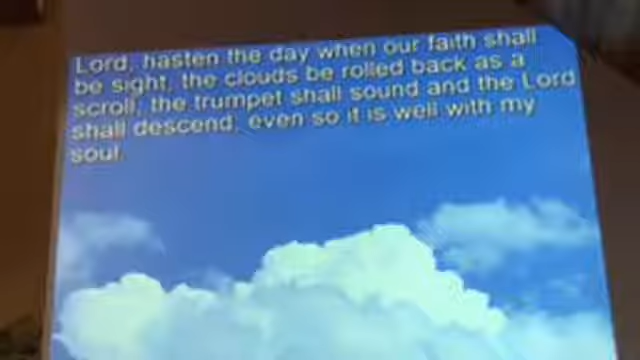 Lord, hasten the day when our faith shall
be sight, the clouds be rolled back as a
scroll; the trumpet shall sound and the Lord
shall descend, even so it is well with my
soul.